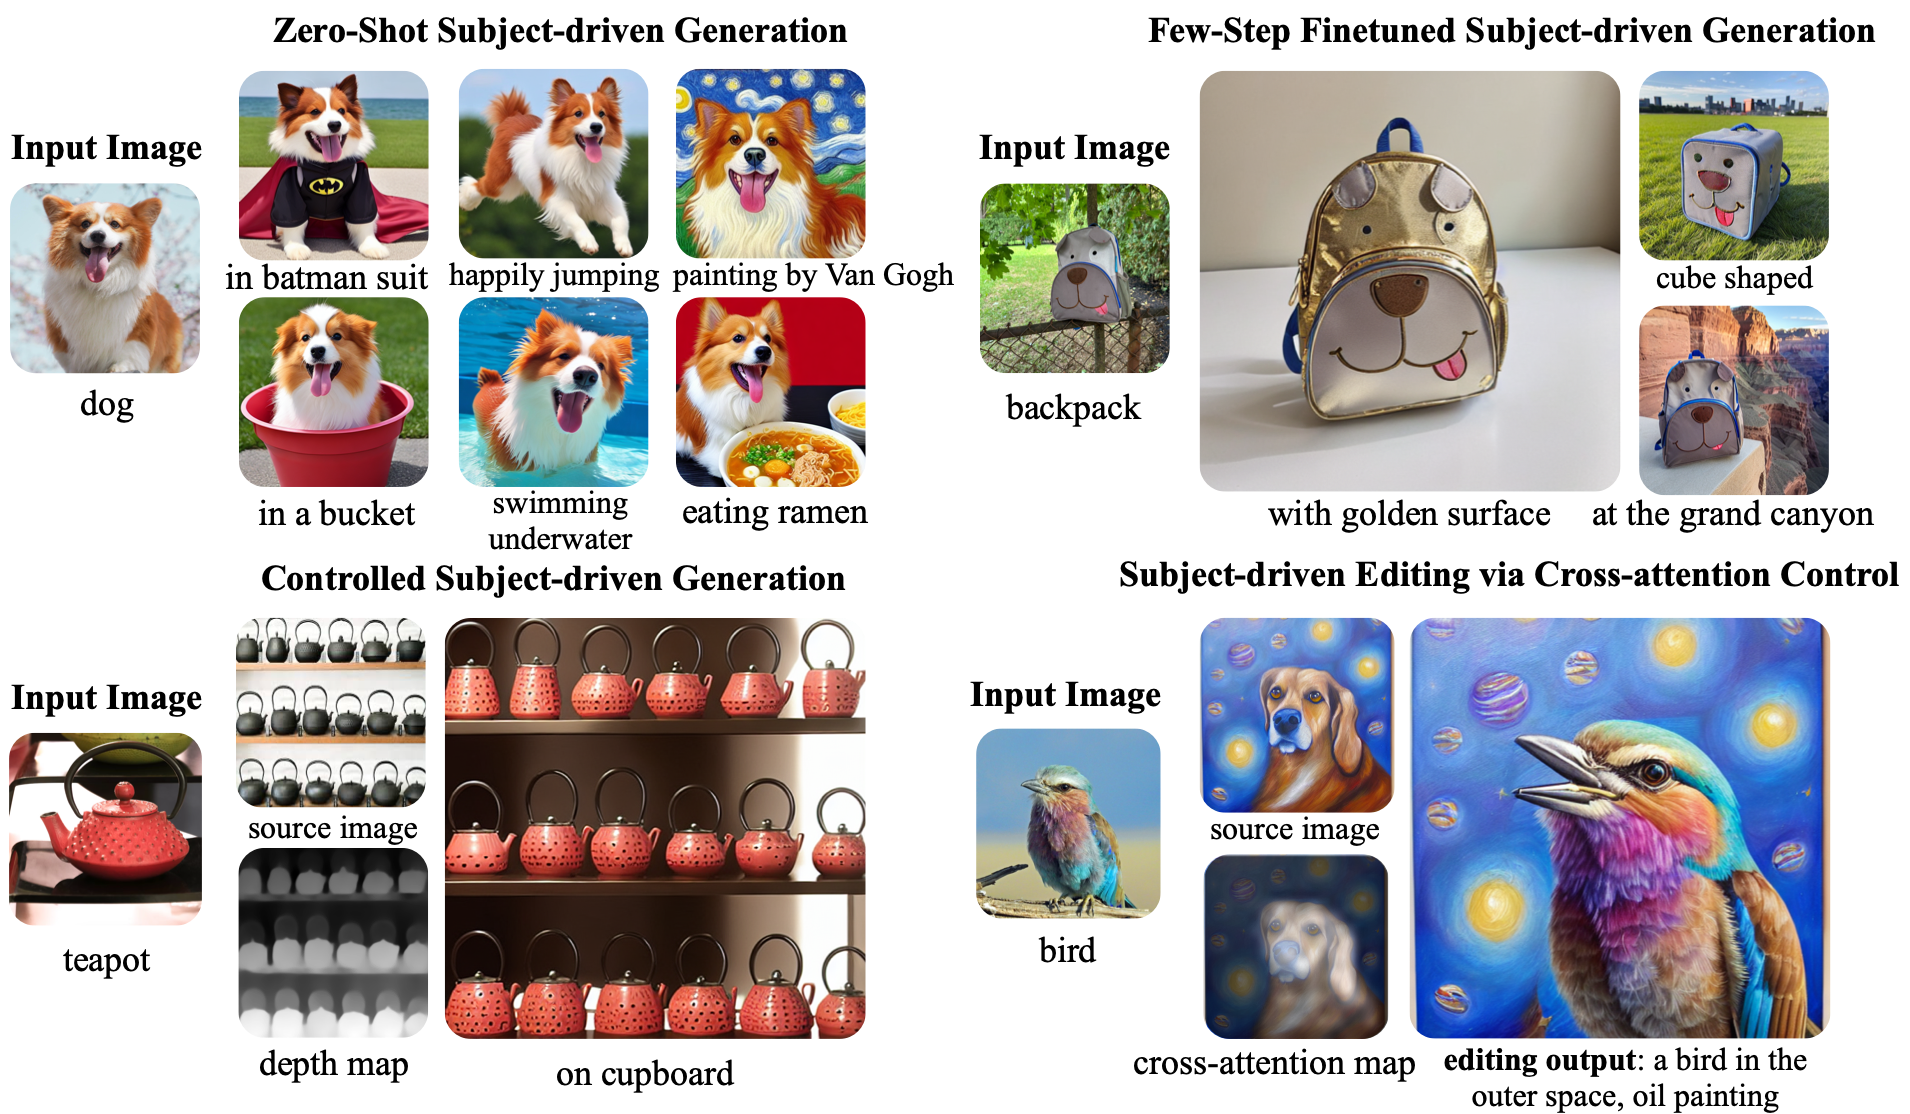 Zero-Shot Subject-driven Generation
Input Image
dog
in batman suit
happily jumping
painting by Van Gogh
in a bucket
swimming
underwater
eating ramen
Few-Step Finetuned Subject-driven Generation
Input Image
backpack
with golden surface
cube shaped
at the grand canyon
Controlled Subject-driven Generation
Input Image
teapot
source image
depth map
on cupboard
Subject-driven Editing via Cross-attention Control
Input Image
bird
source image
cross-attention map
editing output: a bird in the
outer space, oil painting